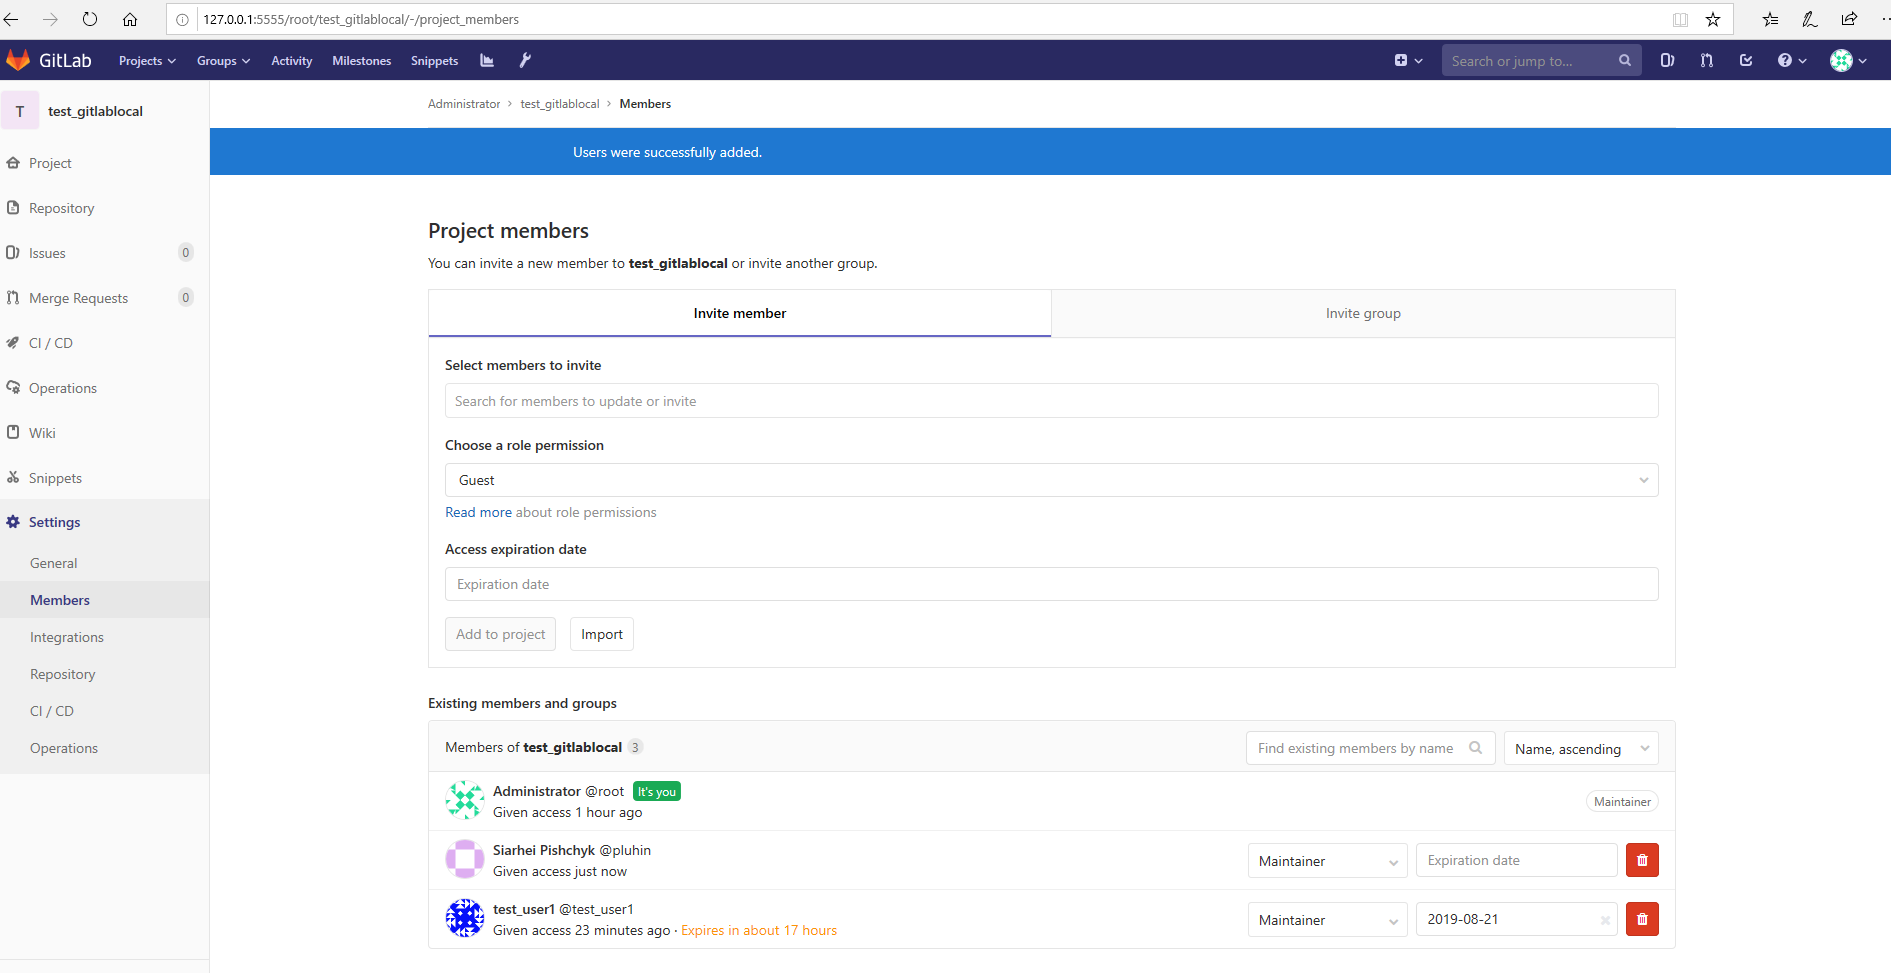 127.0.0.1:5555/root/test_gitlablocal/-/project_members
GitLab Projects Groups Activity Milestones Snippets Search or jump to...
T test_gitlablocal
Administrator > test_gitlablocal > Members
Users were successfully added.
Project
Repository
Issues 0
Merge Requests 0
CI / CD
Operations
Wiki
Snippets
Settings
General
Members
Integrations
Repository
CI / CD
Operations
Project members
You can invite a new member to test_gitlablocal or invite another group.
Invite member Invite group
Select members to invite
Search for members to update or invite
Choose a role permission
Guest
Read more about role permissions
Access expiration date
Expiration date
Add to project Import
Existing members and groups
Members of test_gitlablocal 3 Find existing members by name Name, ascending
Administrator @root It's you
Given access 1 hour ago
Maintainer
Siarhei Pishchyk @pluhin
Given access just now
Maintainer Expiration date
test_user1 @test_user1
Given access 23 minutes ago · Expires in about 17 hours
Maintainer 2019-08-21